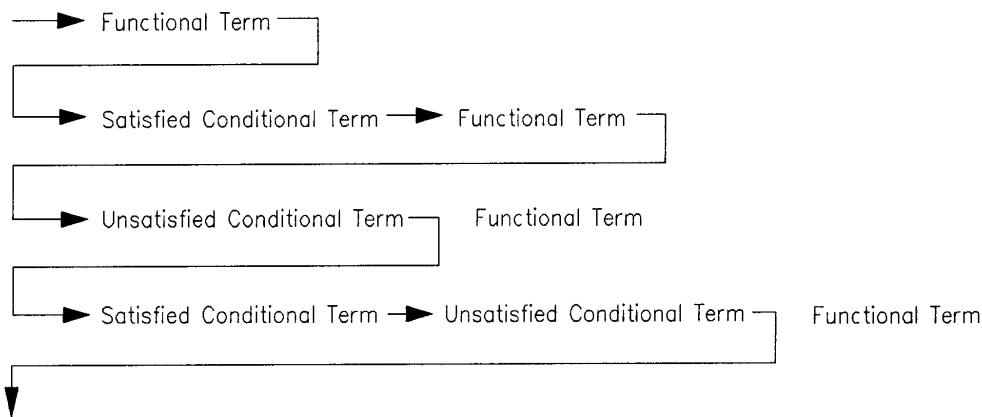 Functional Term
Satisfied Conditional Term Functional Term
Unsatisfied Conditional Term Functional Term
Satisfied Conditional Term Unsatisfied Conditional Term Functional Term